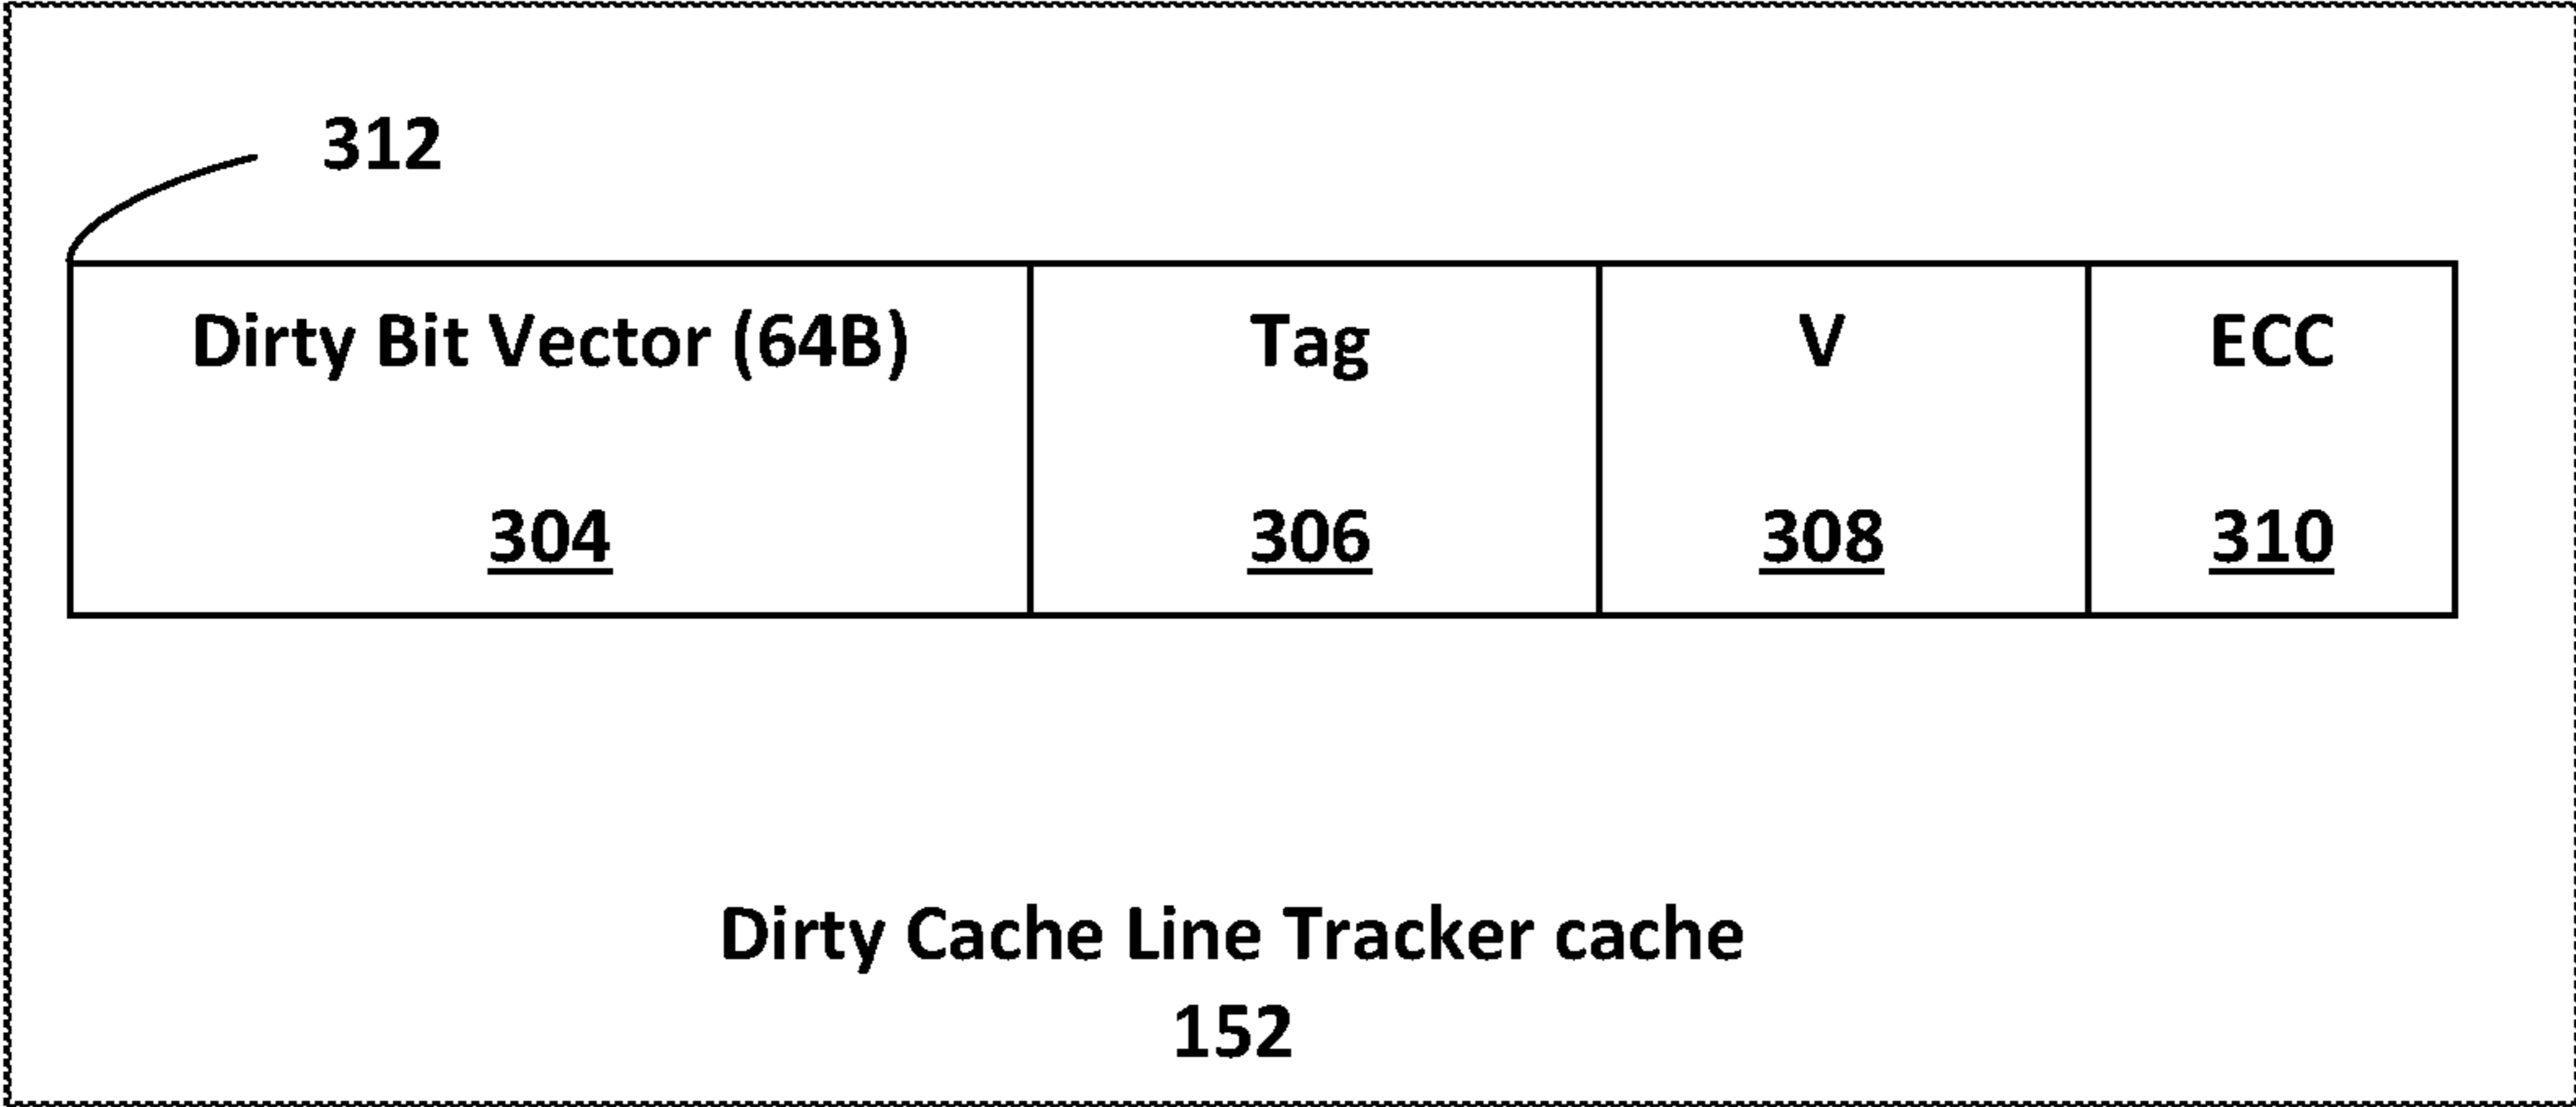 312
Dirty Bit Vector (64B) Tag V ECC
304 306 308 310
Dirty Cache Line Tracker cache
152